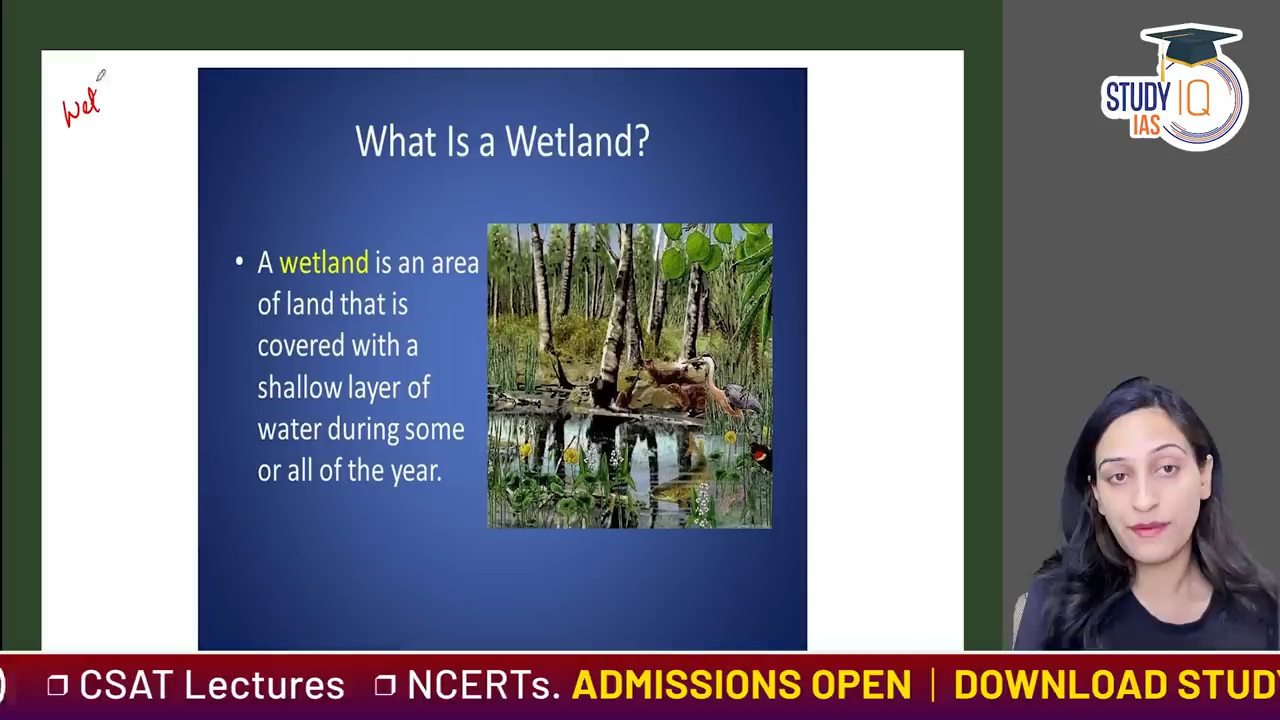 Wet
What Is a Wetland?
• A wetland is an area
of land that is
covered with a
shallow layer of
water during some
or all of the year.
STUDY IQ
IAS
) ❐ CSAT Lectures ❐ NCERTs. ADMISSIONS OPEN | DOWNLOAD STUDY